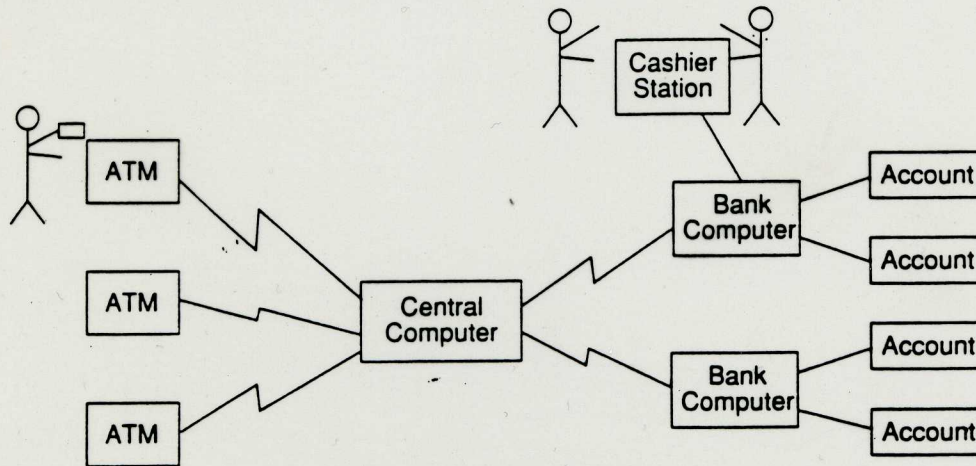 Cashier
Station
ATM
Account
Bank
Computer
Account
ATM
Central
Computer
Account
Bank
Computer
ATM
Account